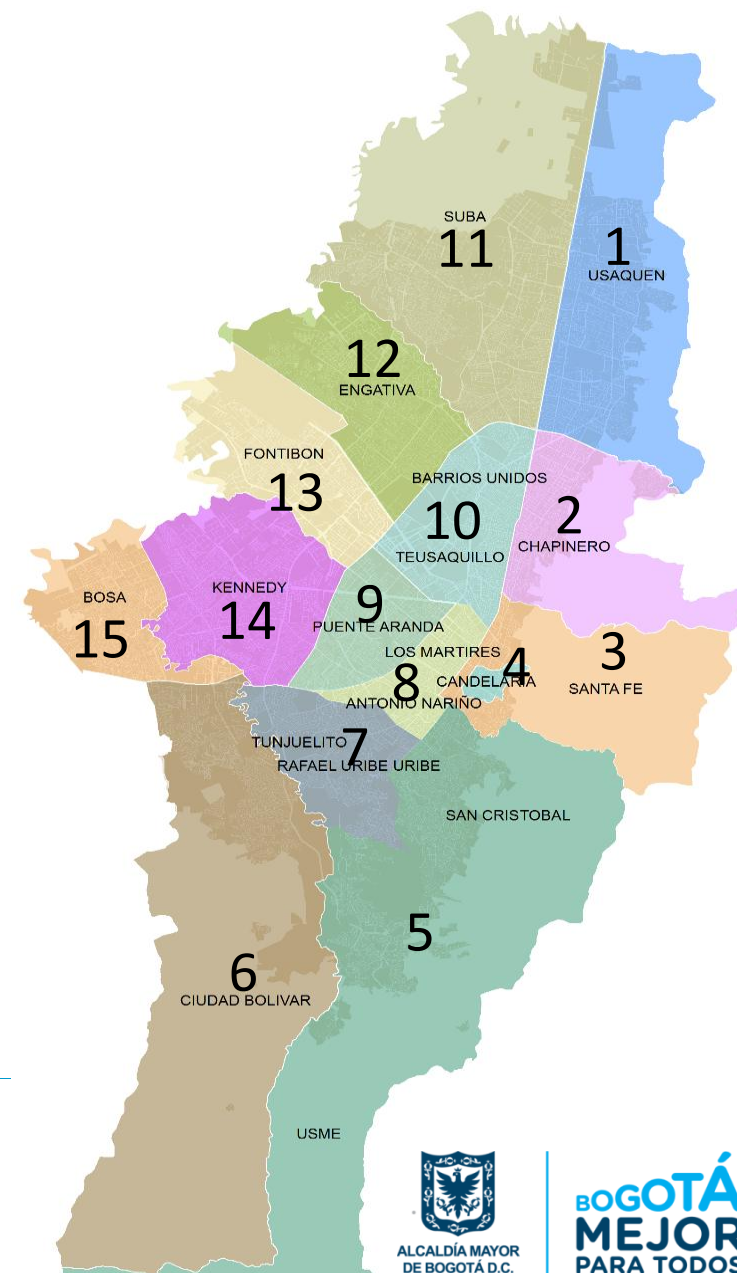 SUBA
11
1
USAQUEN
12
ENGATIVA
FONTIBON
13
BARRIOS UNIDOS
10
TEUSAQUILLO
2
CHAPINERO
KENNEDY
14
BOSA
15
9
PUENTE ARANDA
LOS MARTIRES
8
ANTONIO NARIÑO
4
CANDELARIA
3
SANTA FE
TUNJUELITO
7
RAFAEL URIBE URIBE
SAN CRISTOBAL
5
6
CIUDAD BOLIVAR
USME
ALCALDÍA MAYOR
DE BOGOTÁ D.C.
BOGOTÁ
MEJOR
PARA TODOS